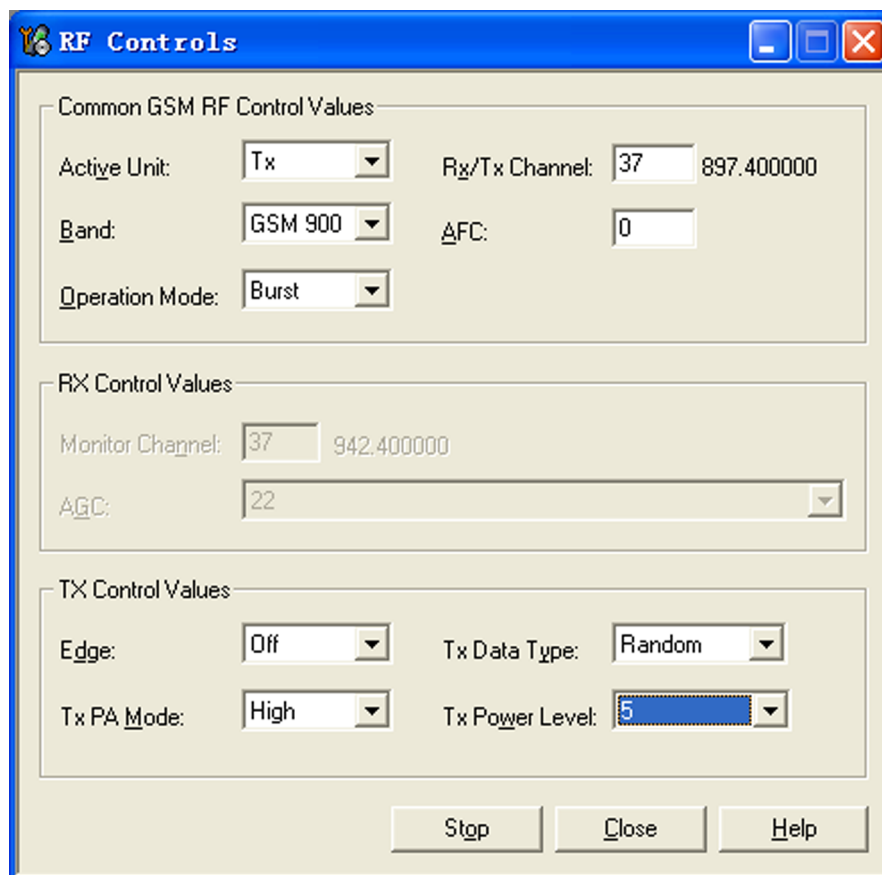 RF Controls
Common GSM RF Control Values
Active Unit: Tx Rx/Tx Channel: 37 897.400000
Band: GSM 900 AFC: 0
Operation Mode: Burst
RX Control Values
Monitor Channel: 37 942.400000
AGC: 22
TX Control Values
Edge: Off Tx Data Type: Random
Tx PA Mode: High Tx Power Level: 5
Stop Close Help